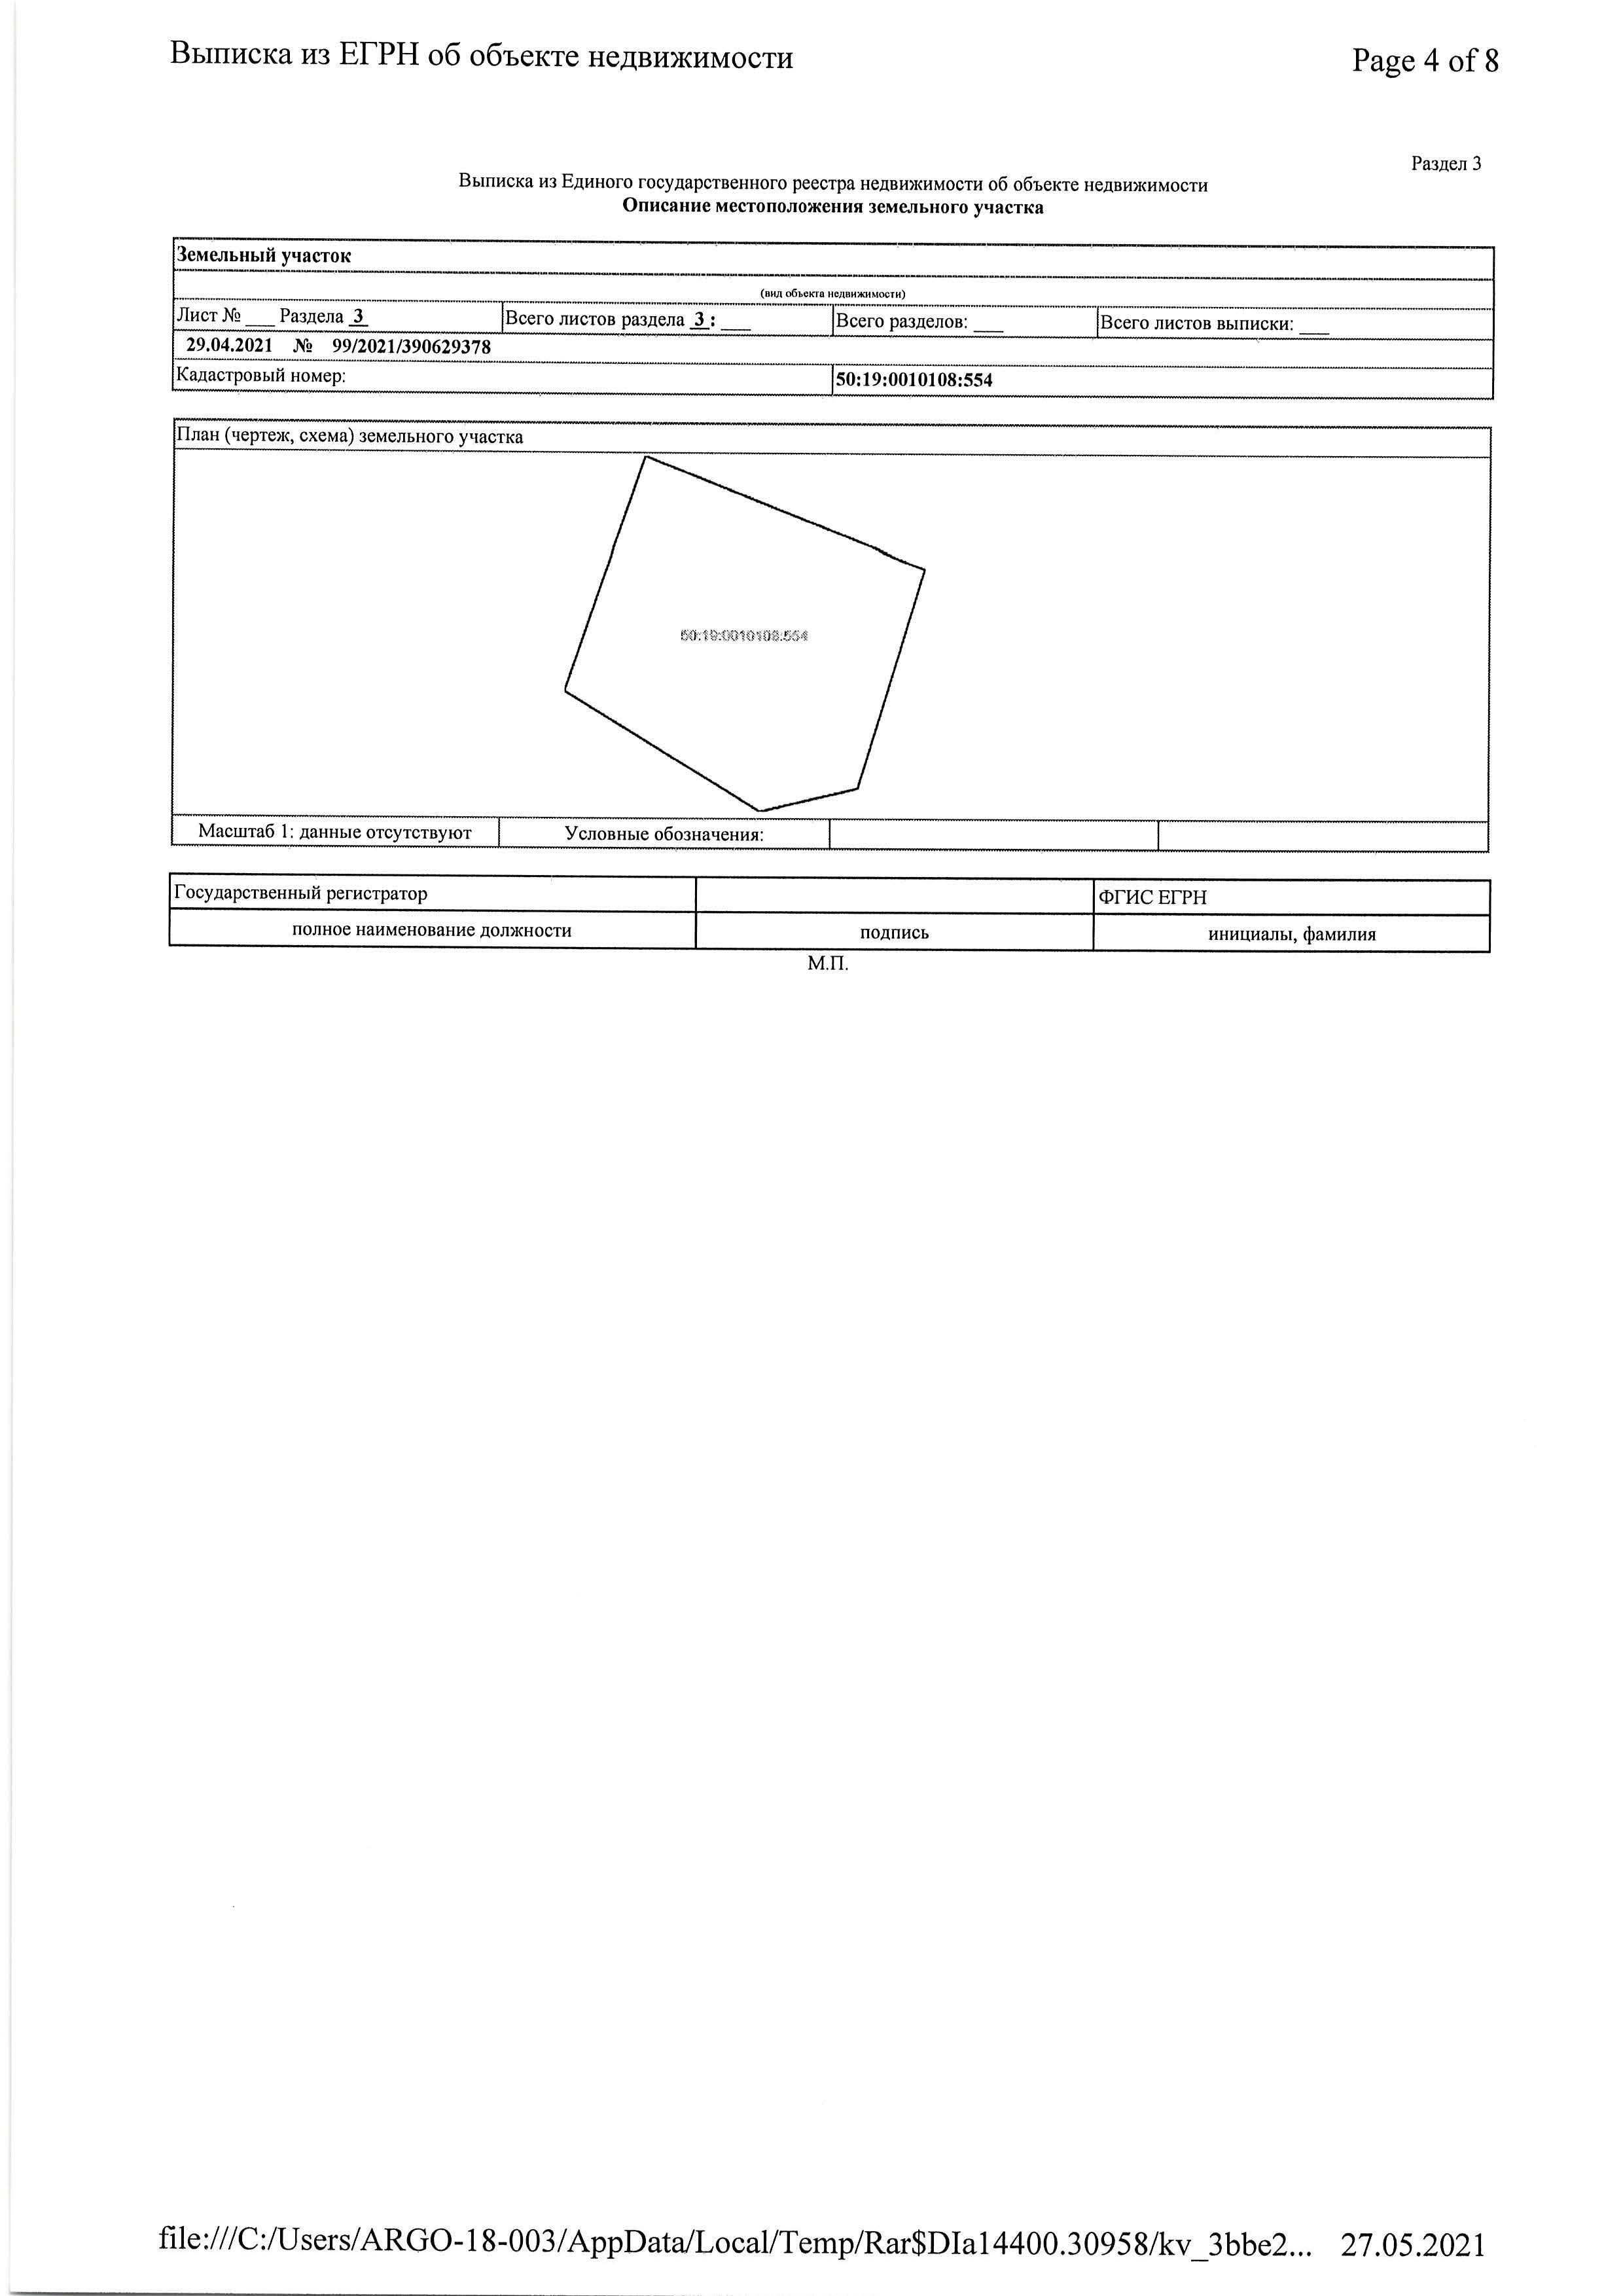 Выписка из ЕГРН об объекте недвижимости Page 4 of 8
Раздел 3
Выписка из Единого государственного реестра недвижимости об объекте недвижимости
Описание местоположения земельного участка
Земельный участок
(вид объекта недвижимости)
Лист № ___ Раздела 3 Всего листов раздела 3 : ___ Всего разделов: ___ Всего листов выписки: ___
29.04.2021 № 99/2021/390629378
Кадастровый номер: 50:19:0010108:554
План (чертеж, схема) земельного участка
50:19:0010108:554
Масштаб 1: данные отсутствуют Условные обозначения:
Государственный регистратор ФГИС ЕГРН
полное наименование должности подпись инициалы, фамилия
М.П.
file:///C:/Users/ARGO-18-003/AppData/Local/Temp/Rar$DIa14400.30958/kv_3bbe2... 27.05.2021